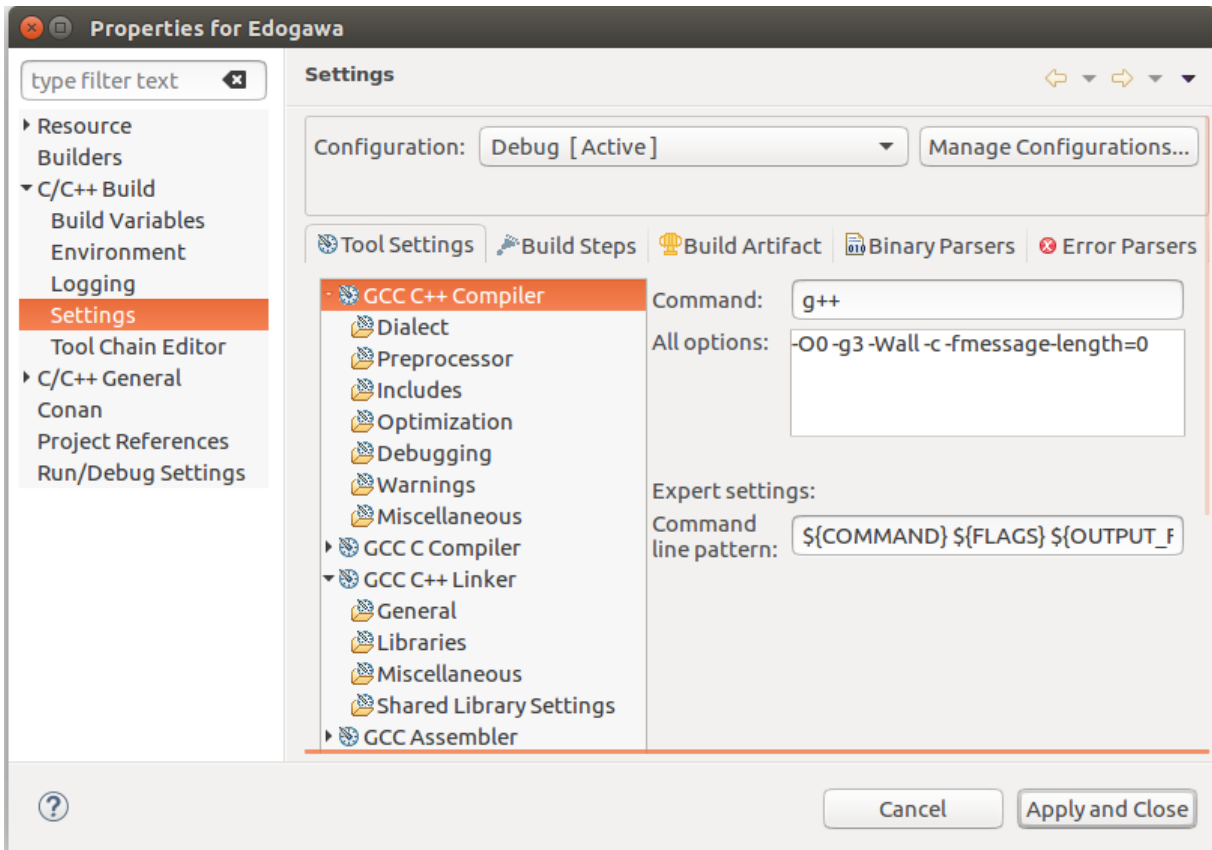 Properties for Edogawa
type filter text
Resource
Builders
C/C++ Build
Build Variables
Environment
Logging
Settings
Tool Chain Editor
C/C++ General
Conan
Project References
Run/Debug Settings
Settings
Configuration: Debug [ Active ] Manage Configurations...
Tool Settings Build Steps Build Artifact Binary Parsers Error Parsers
GCC C++ Compiler
Dialect
Preprocessor
Includes
Optimization
Debugging
Warnings
Miscellaneous
GCC C Compiler
GCC C++ Linker
General
Libraries
Miscellaneous
Shared Library Settings
GCC Assembler
Command: g++
All options: -O0 -g3 -Wall -c -fmessage-length=0
Expert settings:
Command
line pattern: ${COMMAND} ${FLAGS} ${OUTPUT_F
Cancel Apply and Close